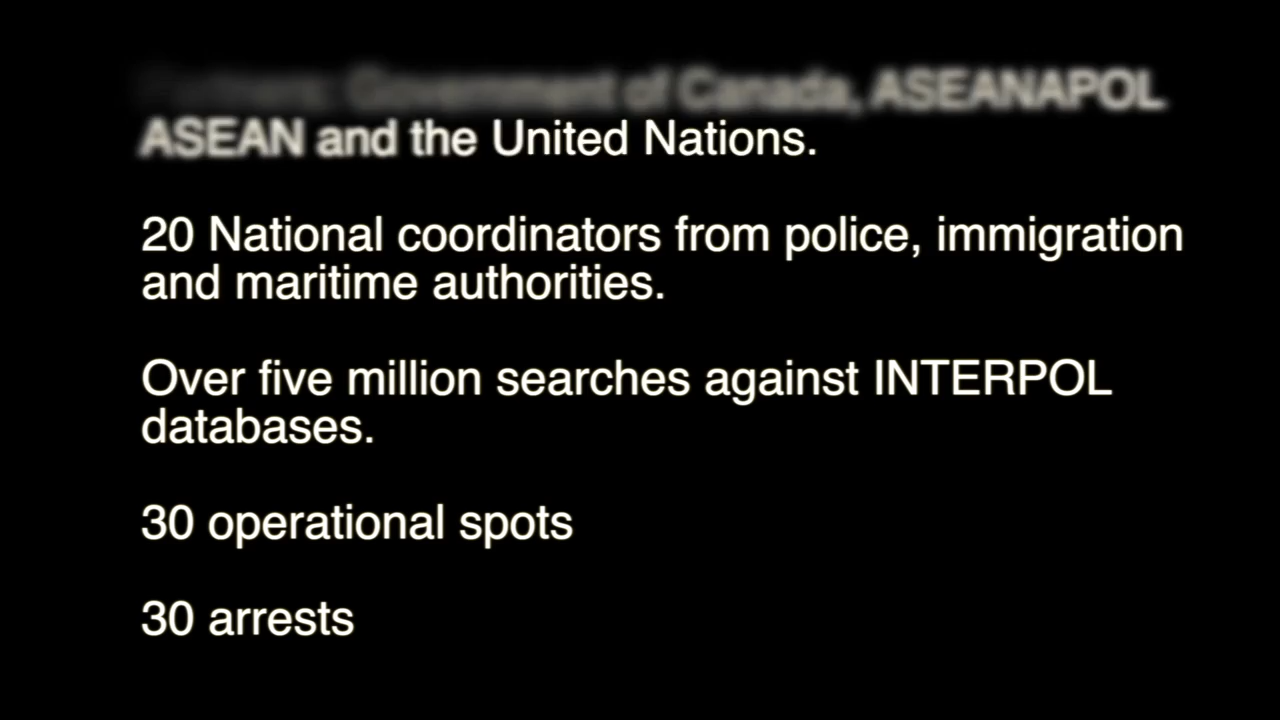 Partners: Government of Canada, ASEANAPOL
ASEAN and the United Nations.
20 National coordinators from police, immigration
and maritime authorities.
Over five million searches against INTERPOL
databases.
30 operational spots
30 arrests